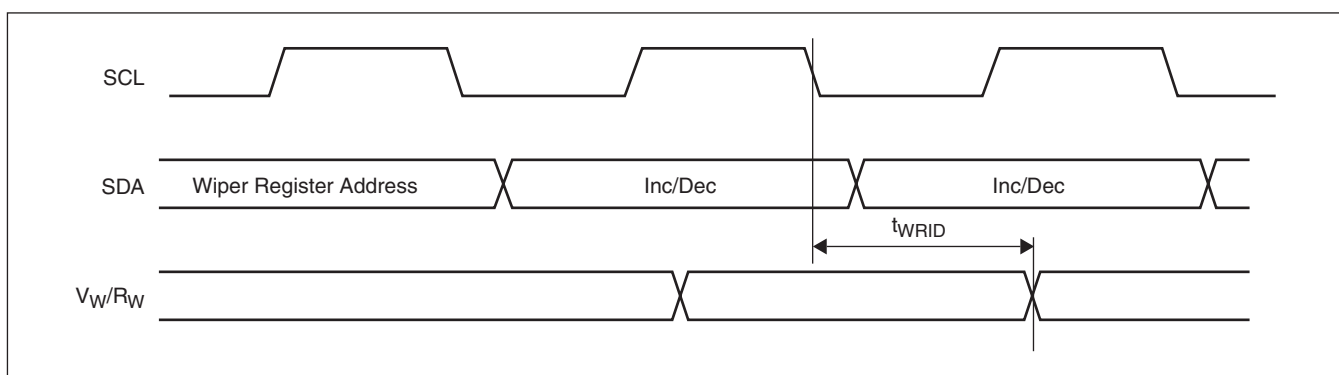 SCL
SDA
Wiper Register Address
Inc/Dec
Inc/Dec
tWRID
VW/RW